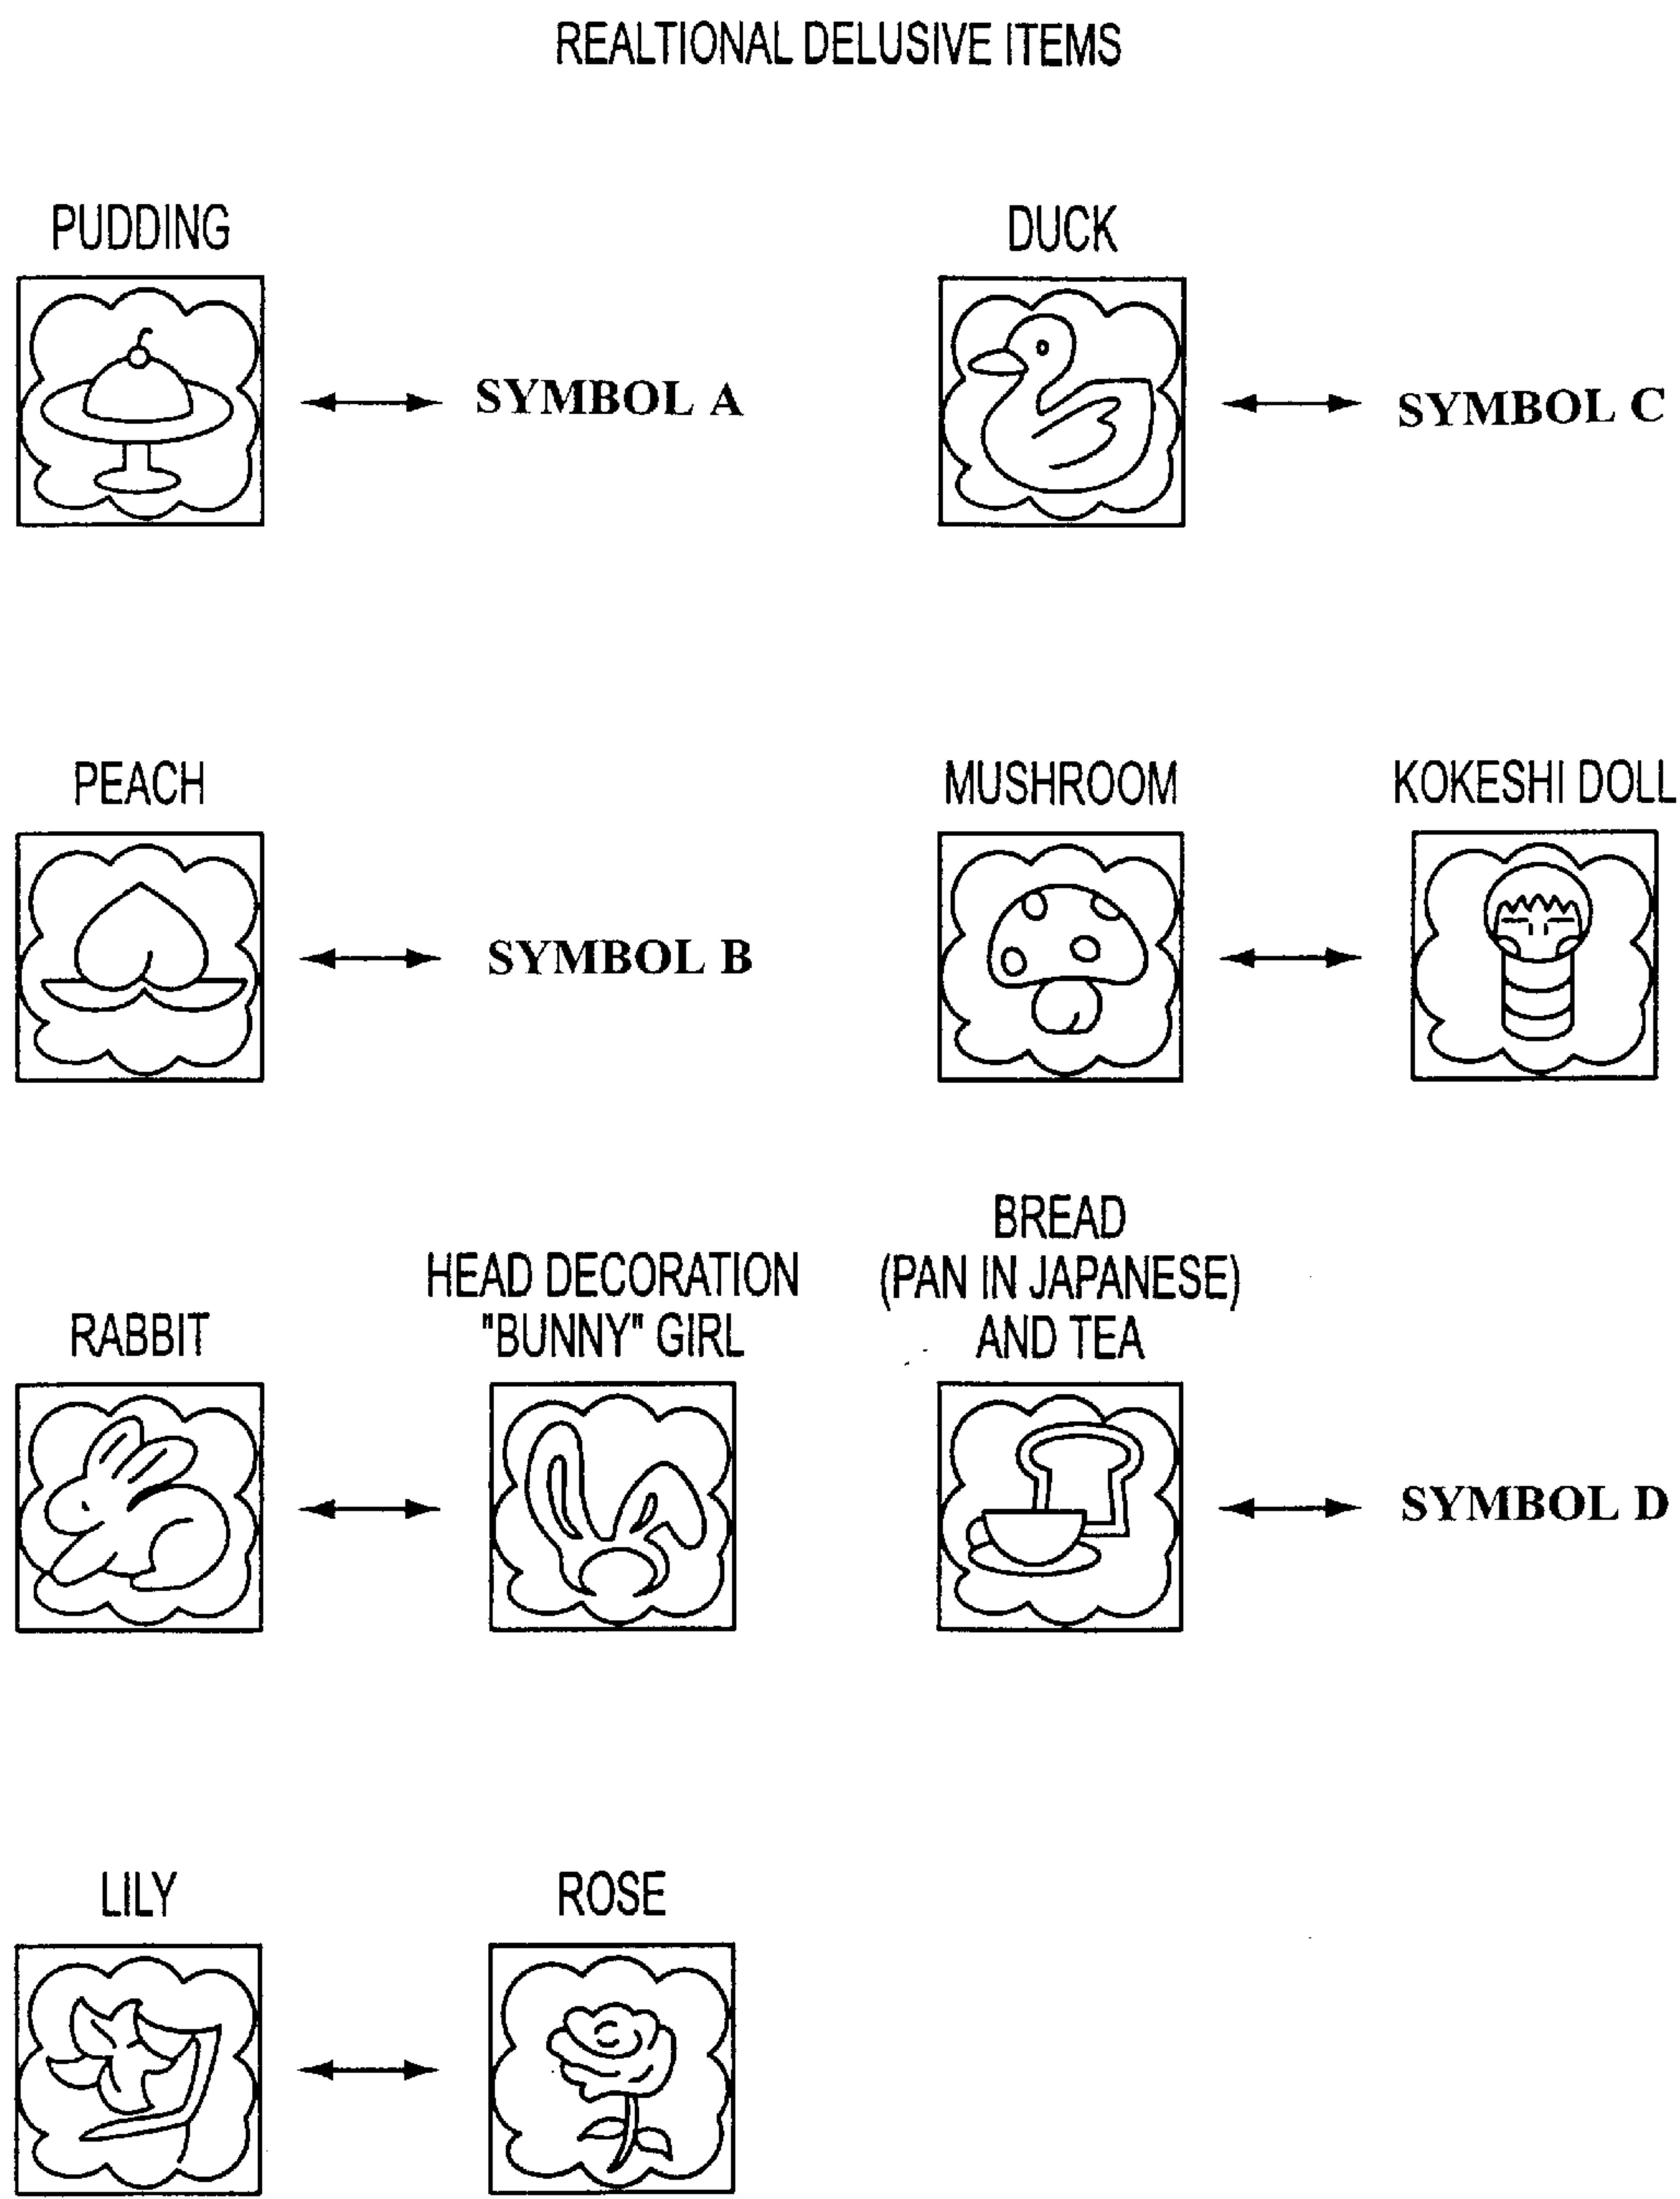 REALTIONAL DELUSIVE ITEMS
PUDDING
SYMBOL A
DUCK
SYMBOL C
PEACH
SYMBOL B
MUSHROOM
KOKESHI DOLL
RABBIT
HEAD DECORATION
"BUNNY" GIRL
BREAD
(PAN IN JAPANESE)
AND TEA
SYMBOL D
LILY
ROSE